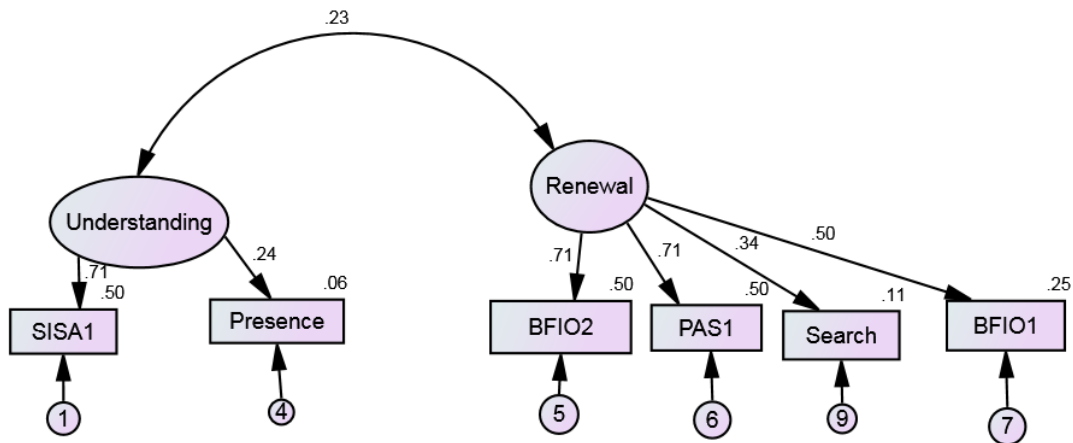 .23
Renewal
Understanding
.71
.24
.71
.71
.34
.50
.50
.06
.50
.50
.11
.25
SISA1
Presence
BFIO2
PAS1
Search
BFIO1
1
4
5
6
9
7